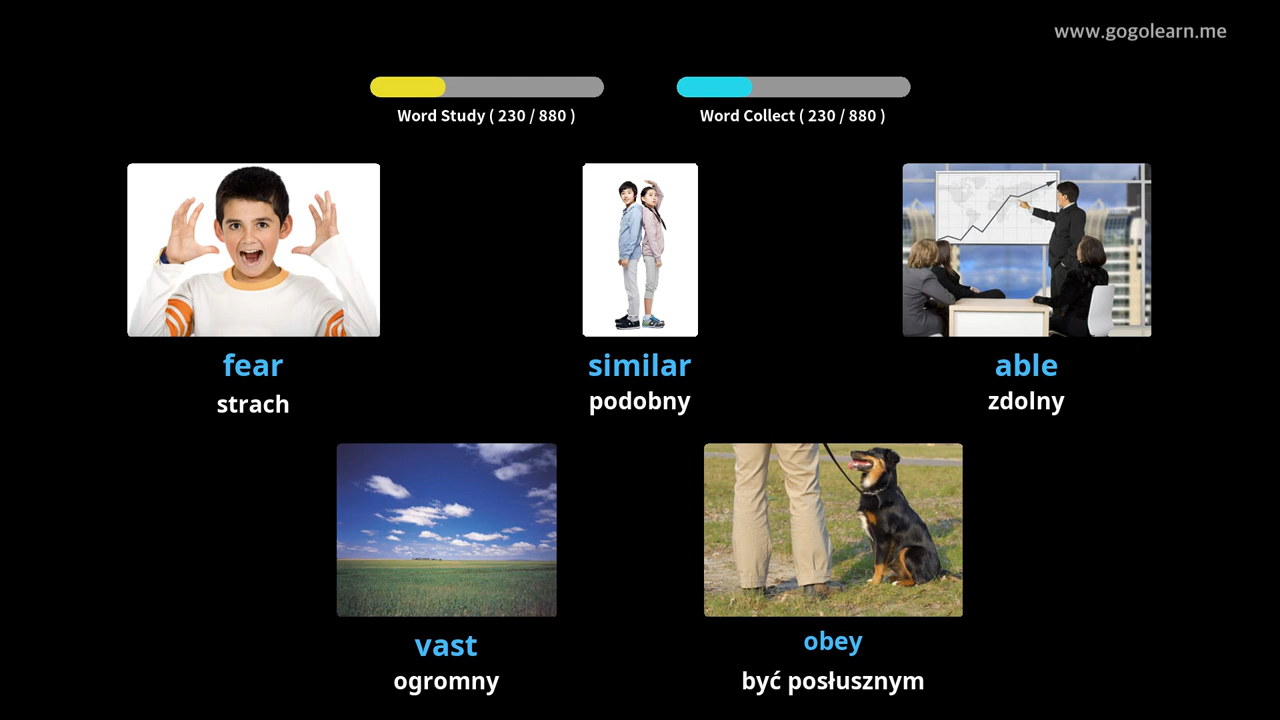 www.gogolearn.me
Word Study ( 230 / 880 )
Word Collect ( 230 / 880 )
fear
strach
similar
podobny
able
zdolny
vast
ogromny
obey
być posłusznym